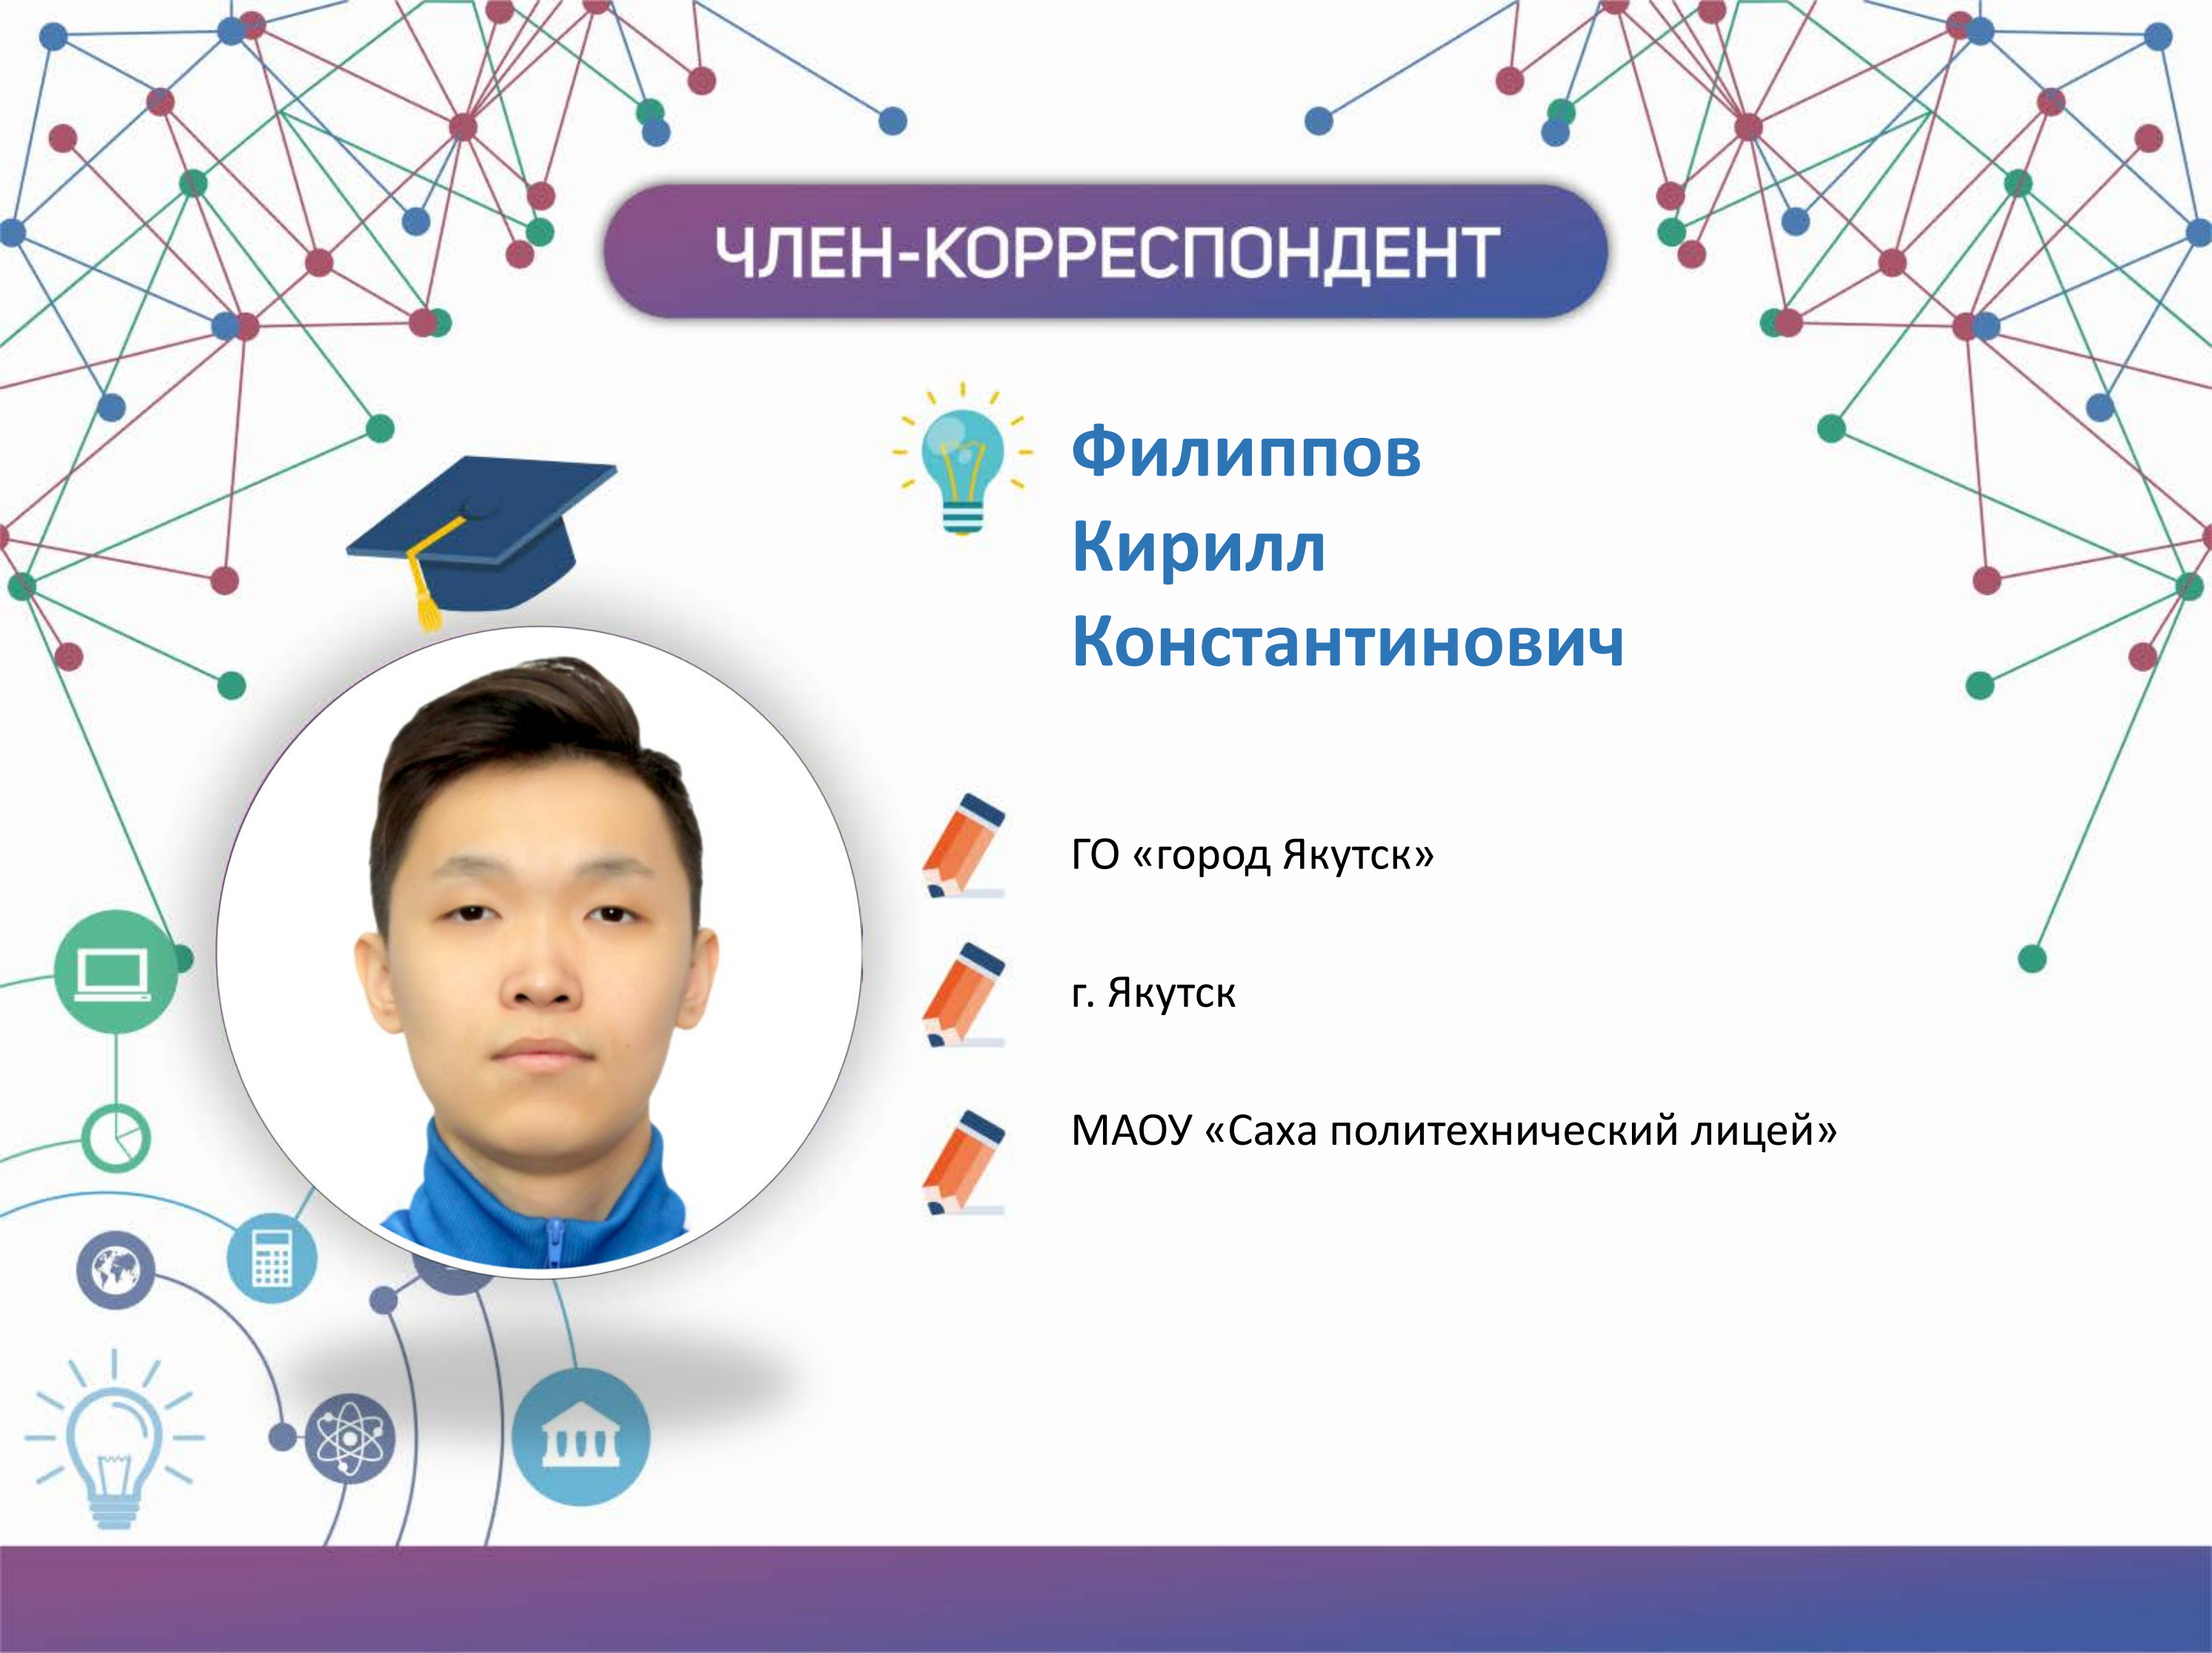 ЧЛЕН-КОРРЕСПОНДЕНТ
Филиппов
Кирилл
Константинович
ГО «город Якутск»
г. Якутск
МАОУ «Саха политехнический лицей»